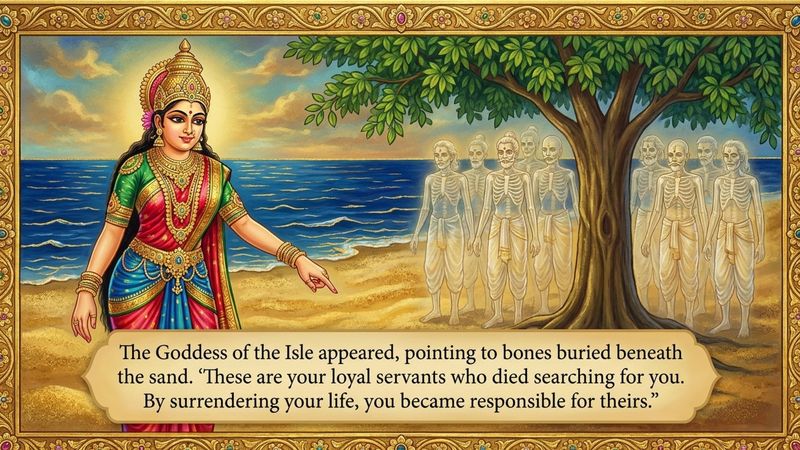 The Goddess of the Isle appeared, pointing to bones buried beneath
the sand. ‘These are your loyal servants who died searching for you.
By surrendering your life, you became responsible for theirs.”